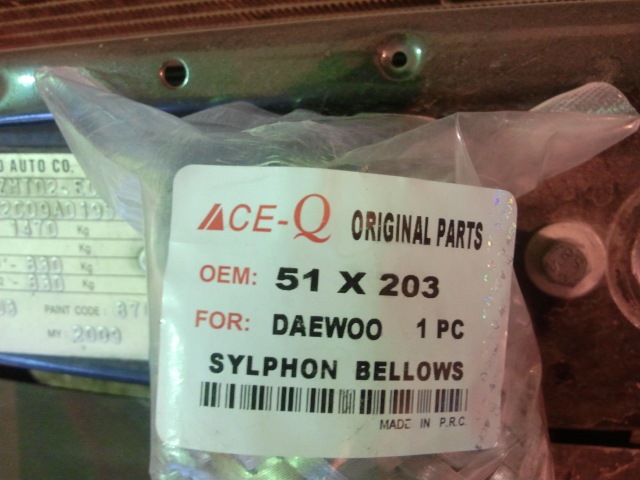 ACE-Q ORIGINAL PARTS
OEM: 51 X 203
FOR: DAEWOO 1 PC
SYLPHON BELLOWS
MADE IN P.R.C.
AUTO CO.
1470 Kg
Kg
Kg
Kg
PAINT CODE :
MY : 2009